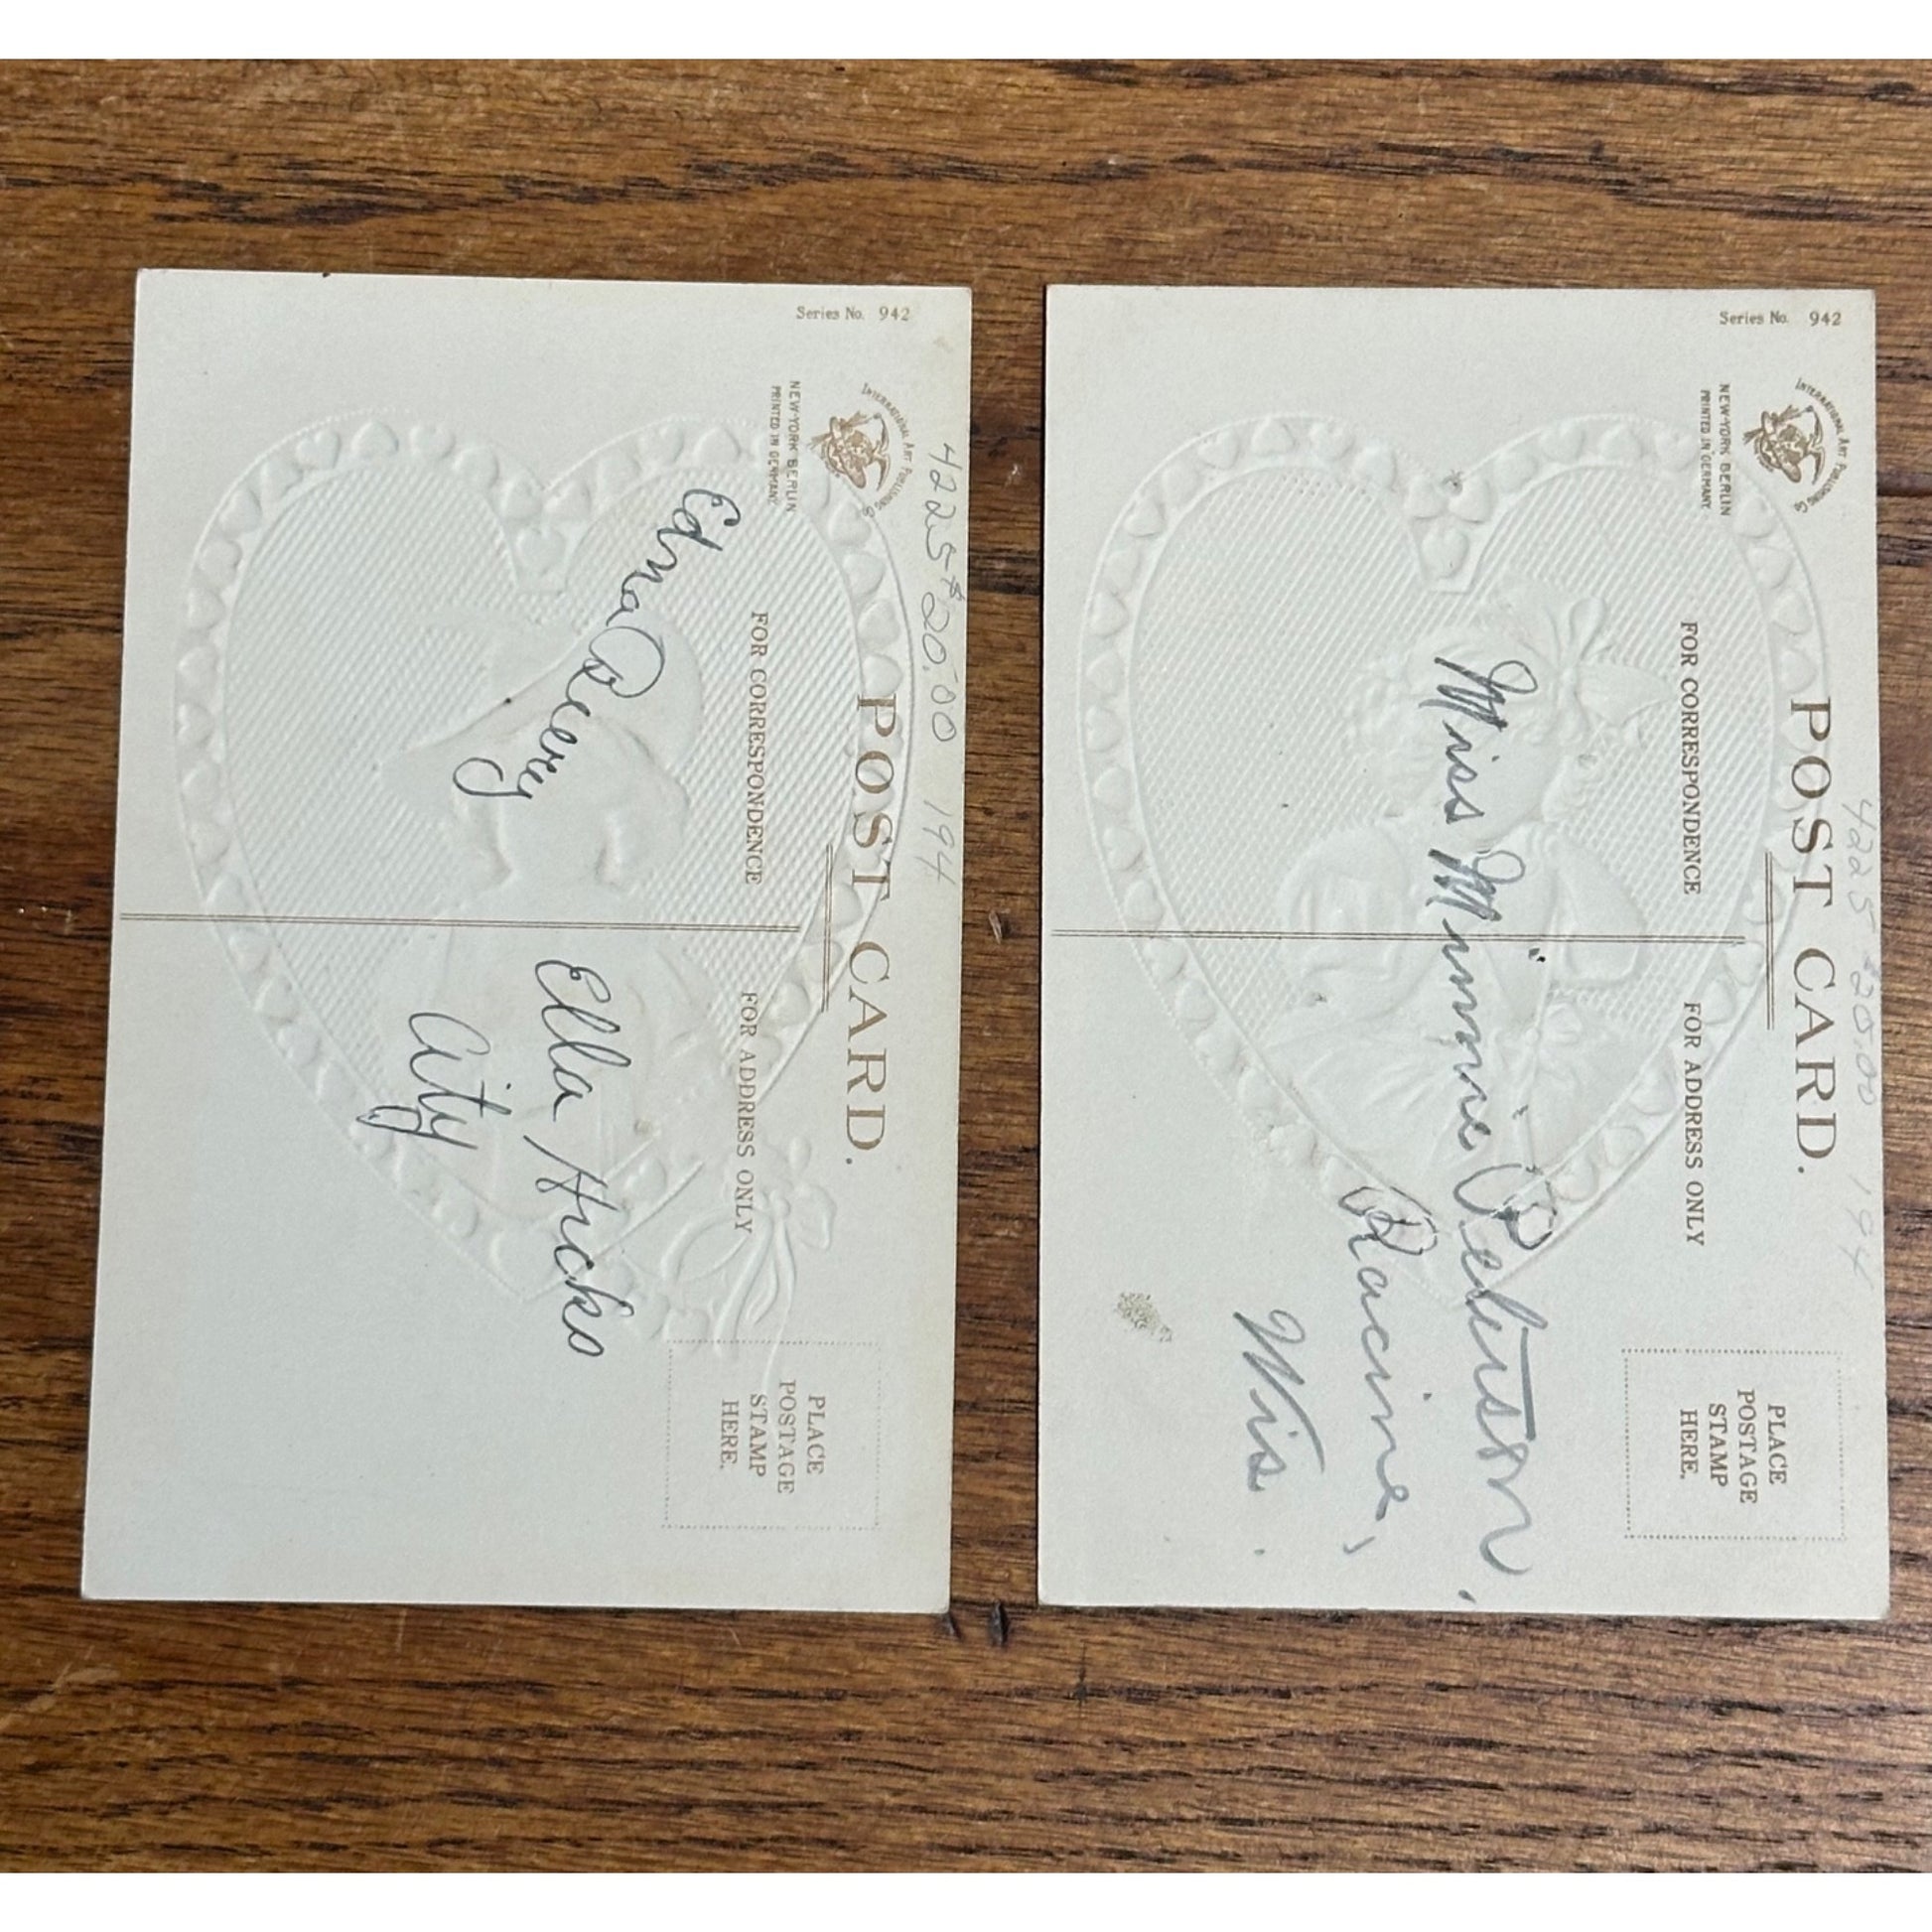 Series No. 942
INTERNATIONAL ART PUBLISHING CO
NEW-YORK BERLIN
PRINTED IN GERMANY.
4225 $20.00 194
POST CARD.
FOR CORRESPONDENCE
FOR ADDRESS ONLY
PLACE
POSTAGE
STAMP
HERE.
Edna Peery
Ella Hicks
City
Series No. 942
INTERNATIONAL ART PUBLISHING CO
NEW-YORK BERLIN
PRINTED IN GERMANY.
4225 $20.00 194
POST CARD.
FOR CORRESPONDENCE
FOR ADDRESS ONLY
PLACE
POSTAGE
STAMP
HERE.
Miss Minnie Peterson,
Racine,
Wis.